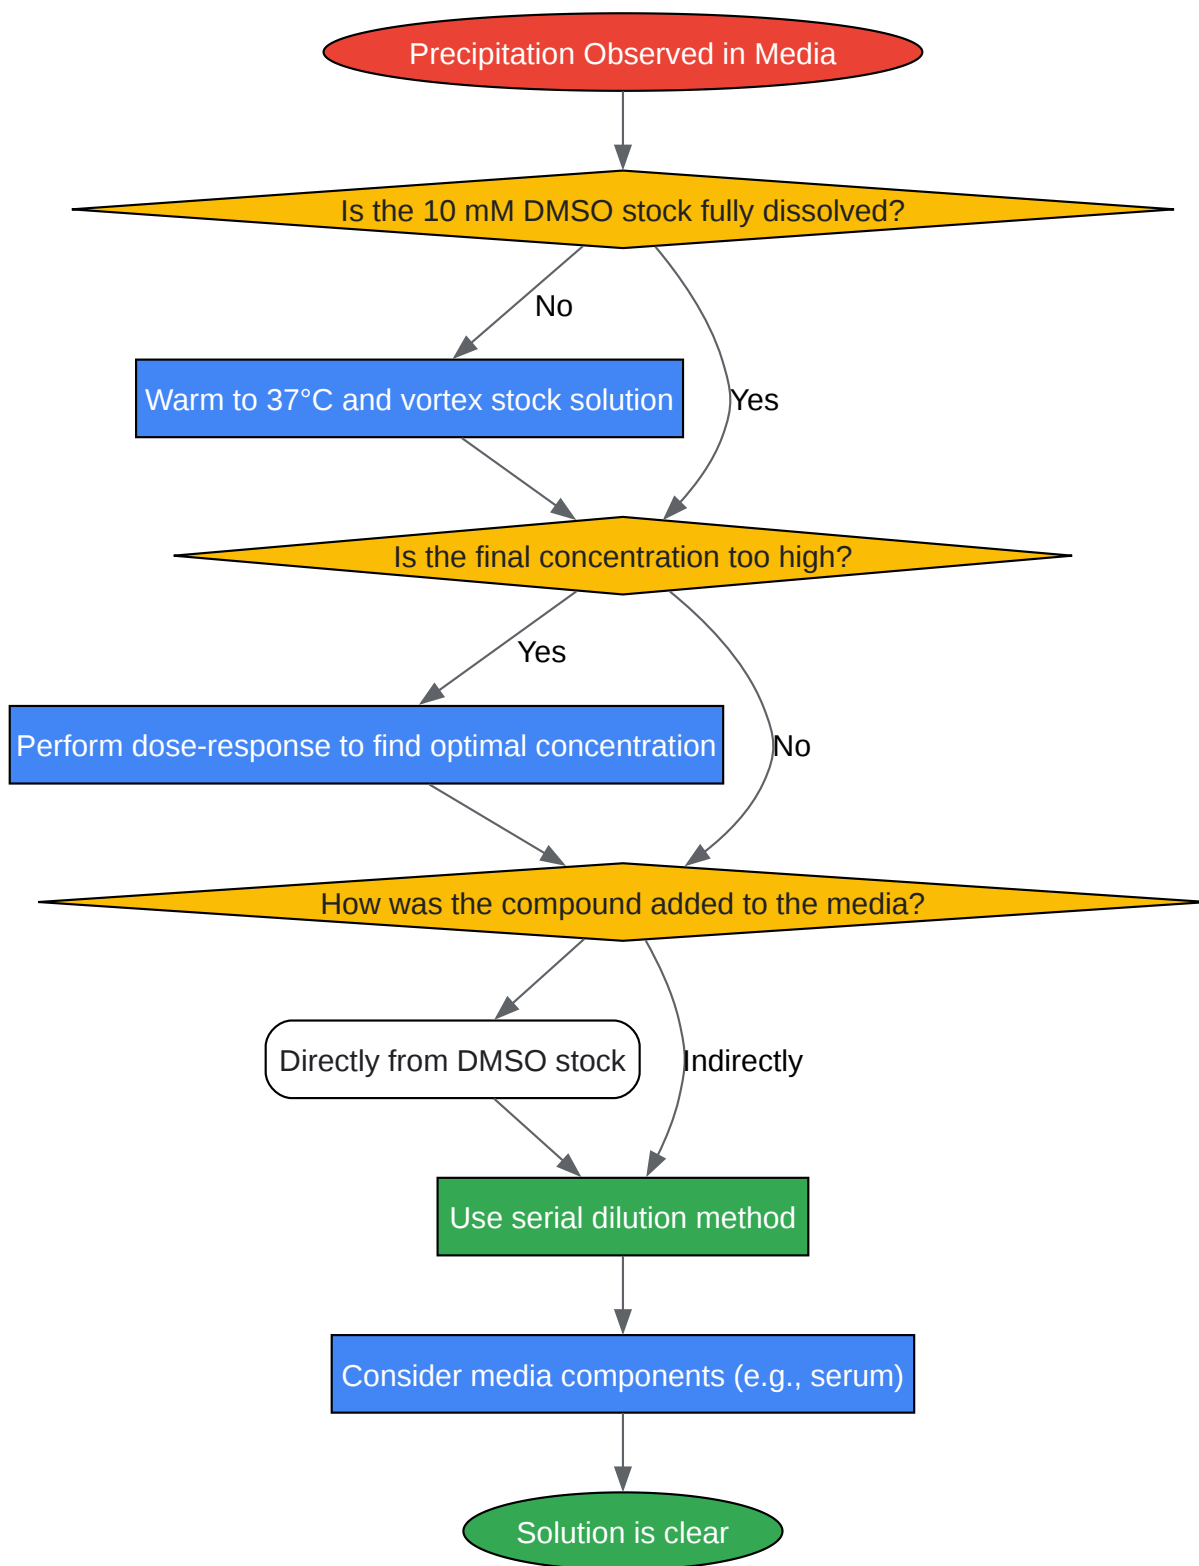 Precipitation Observed in Media
Is the 10 mM DMSO stock fully dissolved?
No
Warm to 37°C and vortex stock solution
Yes
Is the final concentration too high?
Yes
Perform dose-response to find optimal concentration
No
How was the compound added to the media?
Directly from DMSO stock
Indirectly
Use serial dilution method
Consider media components (e.g., serum)
Solution is clear